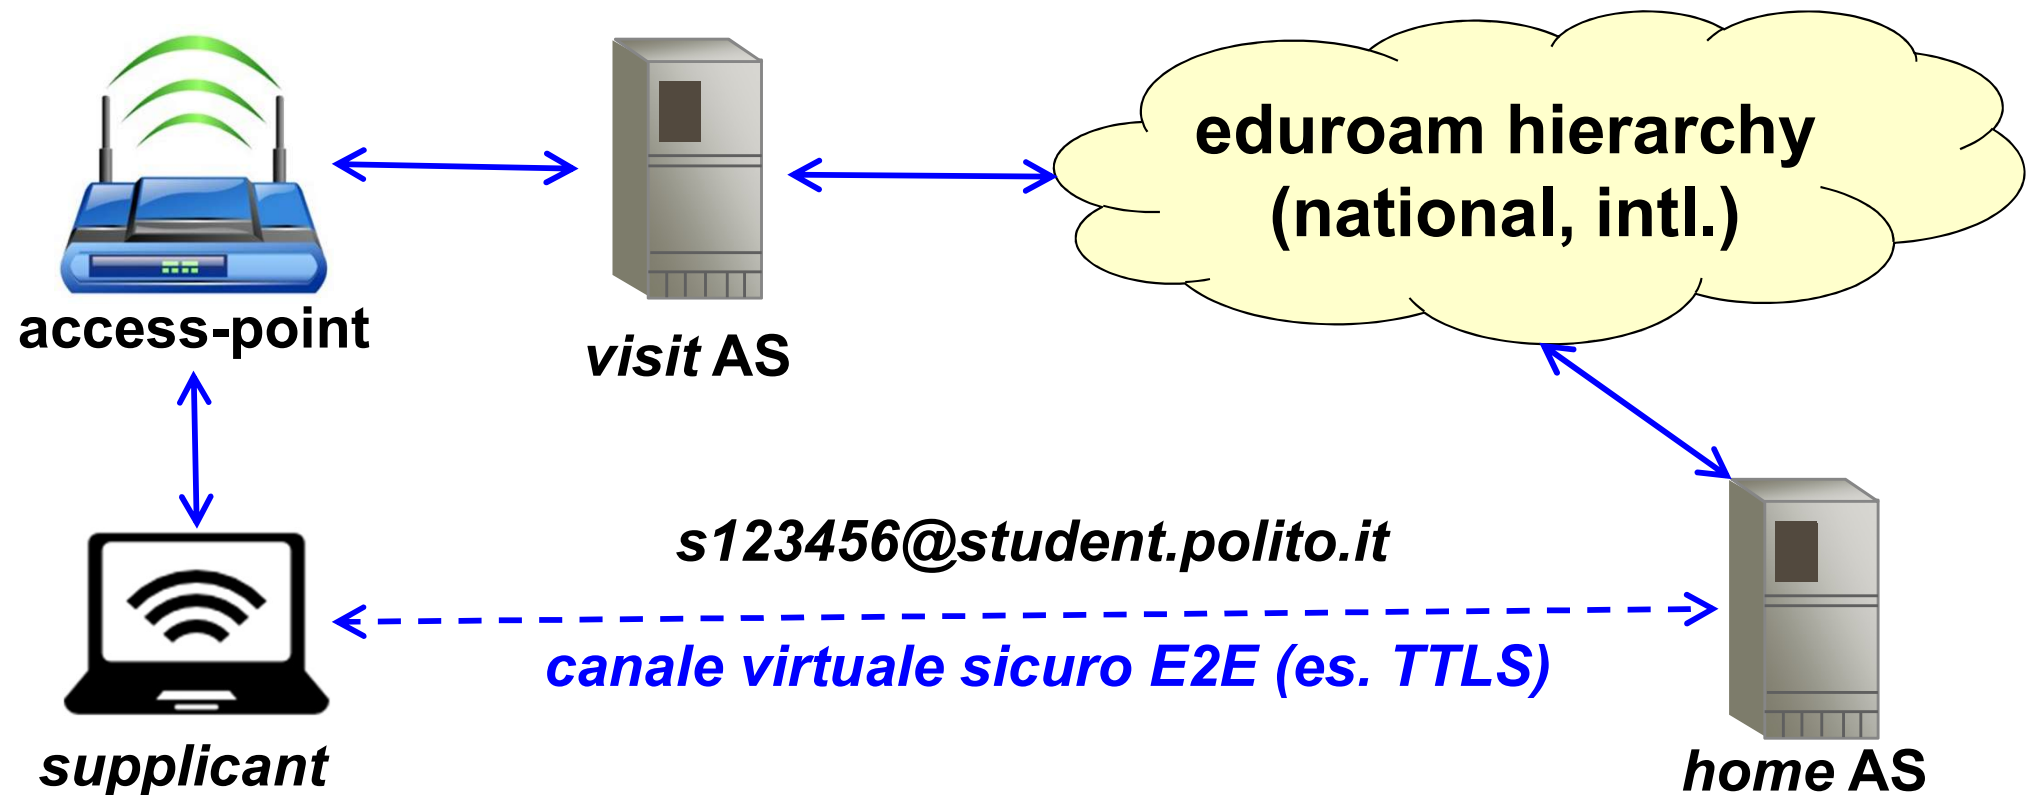 eduroam hierarchy
(national, intl.)
access-point
visit AS
s123456@student.polito.it
canale virtuale sicuro E2E (es. TTLS)
supplicant
home AS